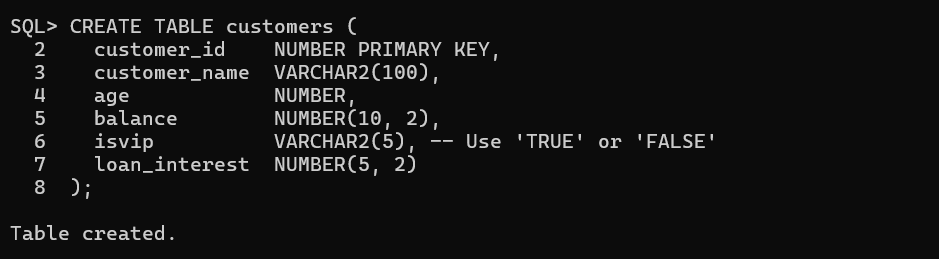 SQL> CREATE TABLE customers (
  2    customer_id    NUMBER PRIMARY KEY,
  3    customer_name  VARCHAR2(100),
  4    age            NUMBER,
  5    balance        NUMBER(10, 2),
  6    isvip          VARCHAR2(5), -- Use 'TRUE' or 'FALSE'
  7    loan_interest  NUMBER(5, 2)
  8  );
Table created.